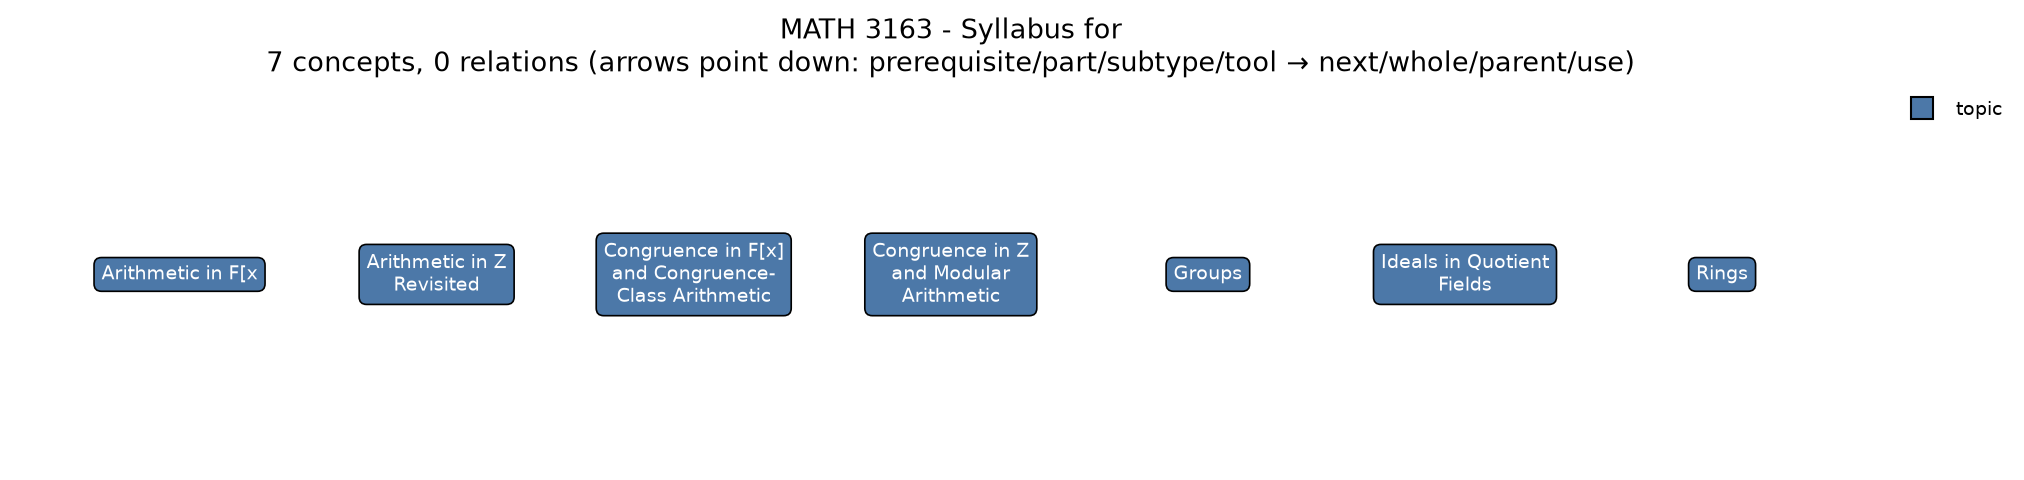 MATH 3163 - Syllabus for
7 concepts, 0 relations (arrows point down: prerequisite/part/subtype/tool → next/whole/parent/use)
topic
Arithmetic in F[x
Arithmetic in Z
Revisited
Congruence in F[x]
and Congruence-
Class Arithmetic
Congruence in Z
and Modular
Arithmetic
Groups
Ideals in Quotient
Fields
Rings